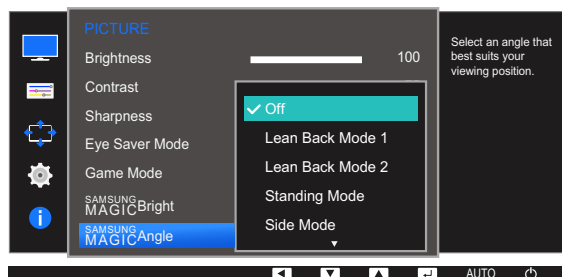 PICTURE
Brightness 100
Select an angle that
best suits your
viewing position.
Contrast
Sharpness
Eye Saver Mode
Game Mode
SAMSUNG
MAGICBright
SAMSUNG
MAGICAngle
Off
Lean Back Mode 1
Lean Back Mode 2
Standing Mode
Side Mode
AUTO